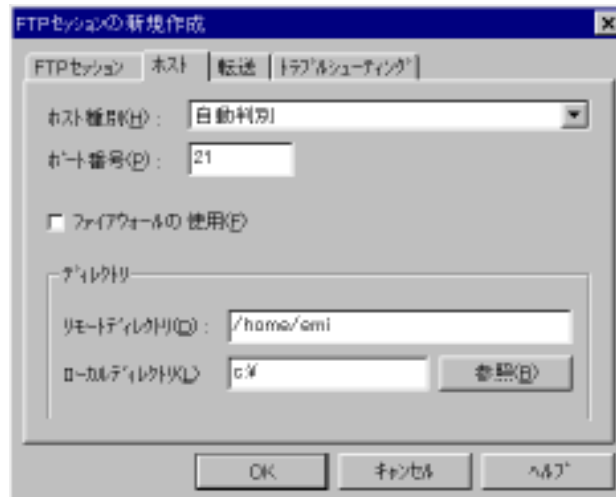 FTPｾｯｼｮﾝの新規作成
FTPｾｯｼｮﾝ ﾎｽﾄ 転送 ﾄﾗﾌﾞﾙｼｭｰﾃｨﾝｸﾞ
ﾎｽﾄ種別(H)： 自動判別
ﾎﾟｰﾄ番号(P)： 21
ﾌｧｲｱｳｫｰﾙの使用(F)
ﾃﾞｨﾚｸﾄﾘ
ﾘﾓｰﾄﾃﾞｨﾚｸﾄﾘ(D)： /home/emi
ﾛｰｶﾙﾃﾞｨﾚｸﾄﾘ(L) c:¥ 参照(B)
OK ｷｬﾝｾﾙ ﾍﾙﾌﾟ